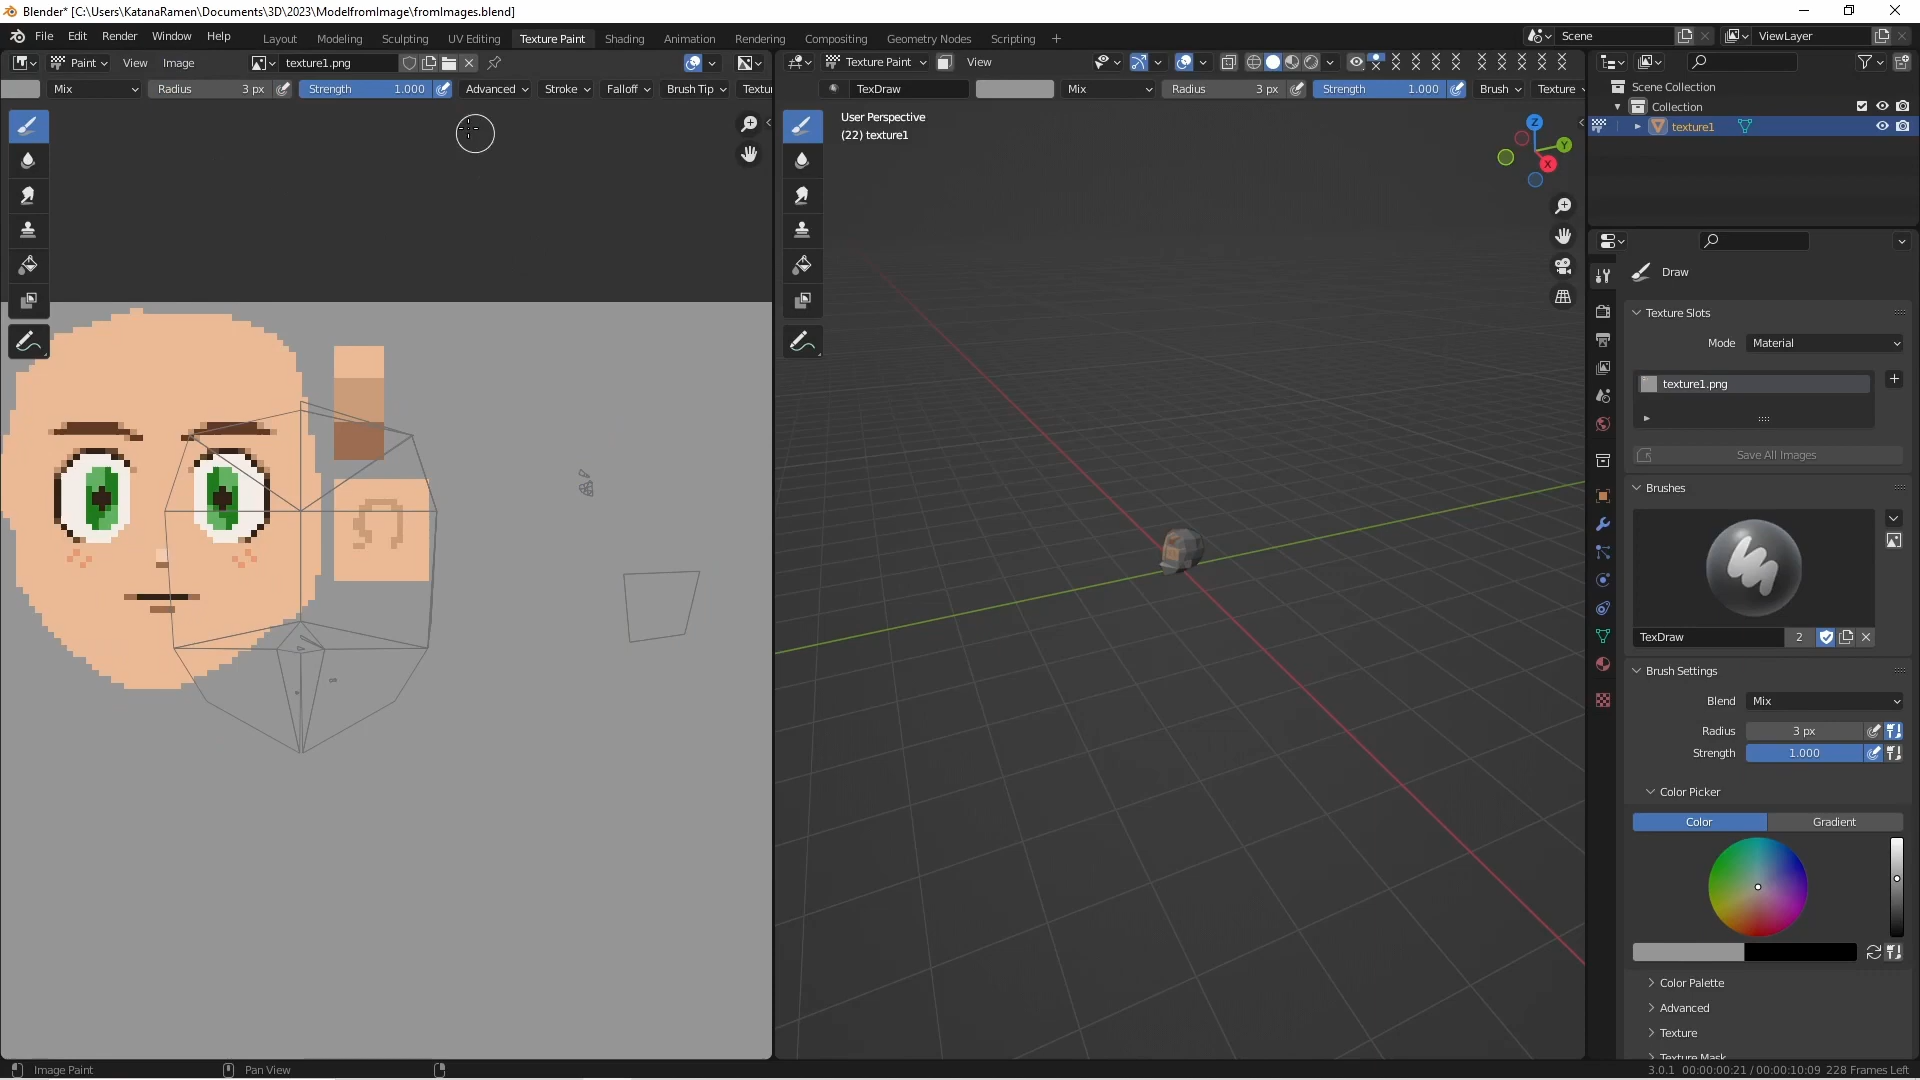 Blender* [C:\Users\KatanaRamen\Documents\3D\2023\ModelfromImage\fromImages.blend]
File Edit Render Window Help Layout Modeling Sculpting UV Editing Texture Paint Shading Animation Rendering Compositing Geometry Nodes Scripting + Scene ViewLayer
Paint View Image texture1.png Texture Paint View
Mix Radius 3 px Strength 1.000 Advanced Stroke Falloff Brush Tip Textu TexDraw Mix Radius 3 px Strength 1.000 Brush Texture
Scene Collection
Collection
texture1
User Perspective
(22) texture1
Z
Y
X
Draw
Texture Slots
Mode Material
texture1.png
Save All Images
Brushes
TexDraw 2
Brush Settings
Blend Mix
Radius 3 px
Strength 1.000
Color Picker
Color Gradient
Color Palette
Advanced
Texture
Texture Mask
Image Paint Pan View 3.0.1 00:00:00:21 / 00:00:10:09 228 Frames Left